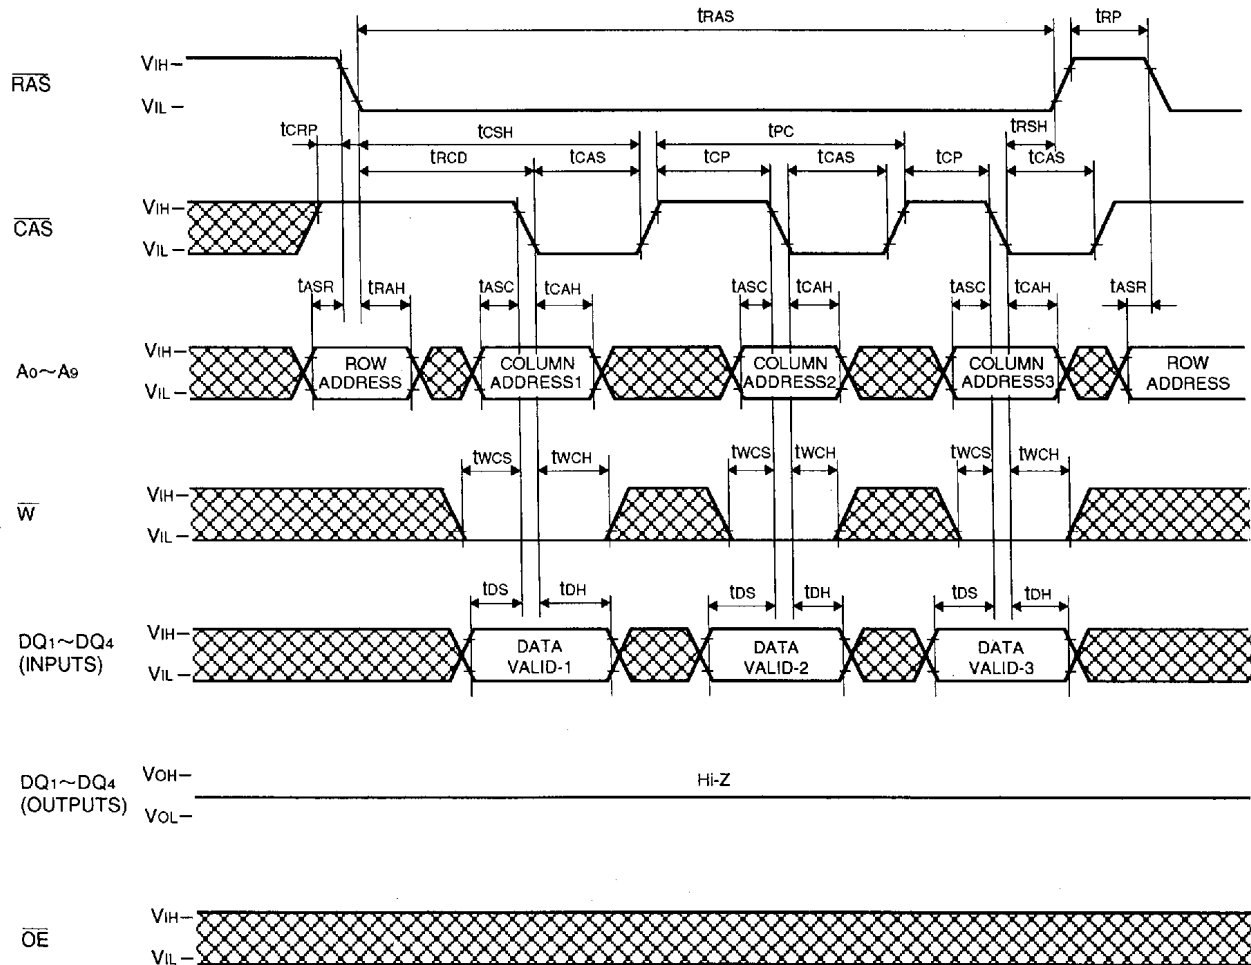 tRAS tRP
RAS VIH
VIL
tCRP tCSH tPC tRSH
tRCD tCAS tCP tCAS tCP tCAS
CAS VIH
VIL
tASR tRAH tASC tCAH tASC tCAH tASC tCAH tASR
A0~A9 VIH
VIL
ROW ADDRESS
COLUMN ADDRESS1
COLUMN ADDRESS2
COLUMN ADDRESS3
ROW ADDRESS
tWCS tWCH tWCS tWCH tWCS tWCH
W VIH
VIL
tDS tDH tDS tDH tDS tDH
DQ1~DQ4 (INPUTS) VIH
VIL
DATA VALID-1
DATA VALID-2
DATA VALID-3
DQ1~DQ4 (OUTPUTS) VOH
VOL
Hi-Z
OE VIH
VIL